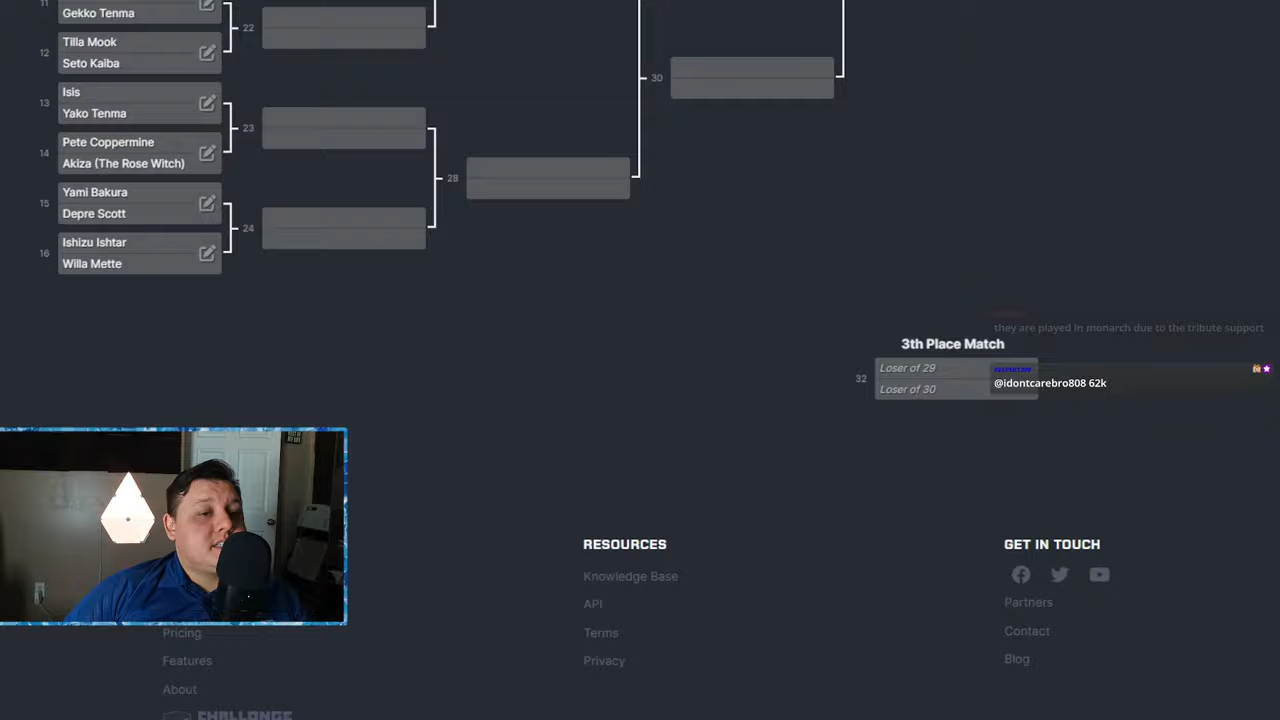 11
Gekko Tenma
22
12
Tilla Mook
Seto Kaiba
30
13
Isis
Yako Tenma
23
14
Pete Coppermine
Akiza (The Rose Witch)
28
15
Yami Bakura
Depre Scott
24
16
Ishizu Ishtar
Willa Mette
they are played in monarch due to the tribute support
3th Place Match
32
Loser of 29
Loser of 30
@idontcarebro808 62k
RESOURCES
Knowledge Base
API
Terms
Privacy
GET IN TOUCH
Partners
Contact
Blog
Pricing
Features
About